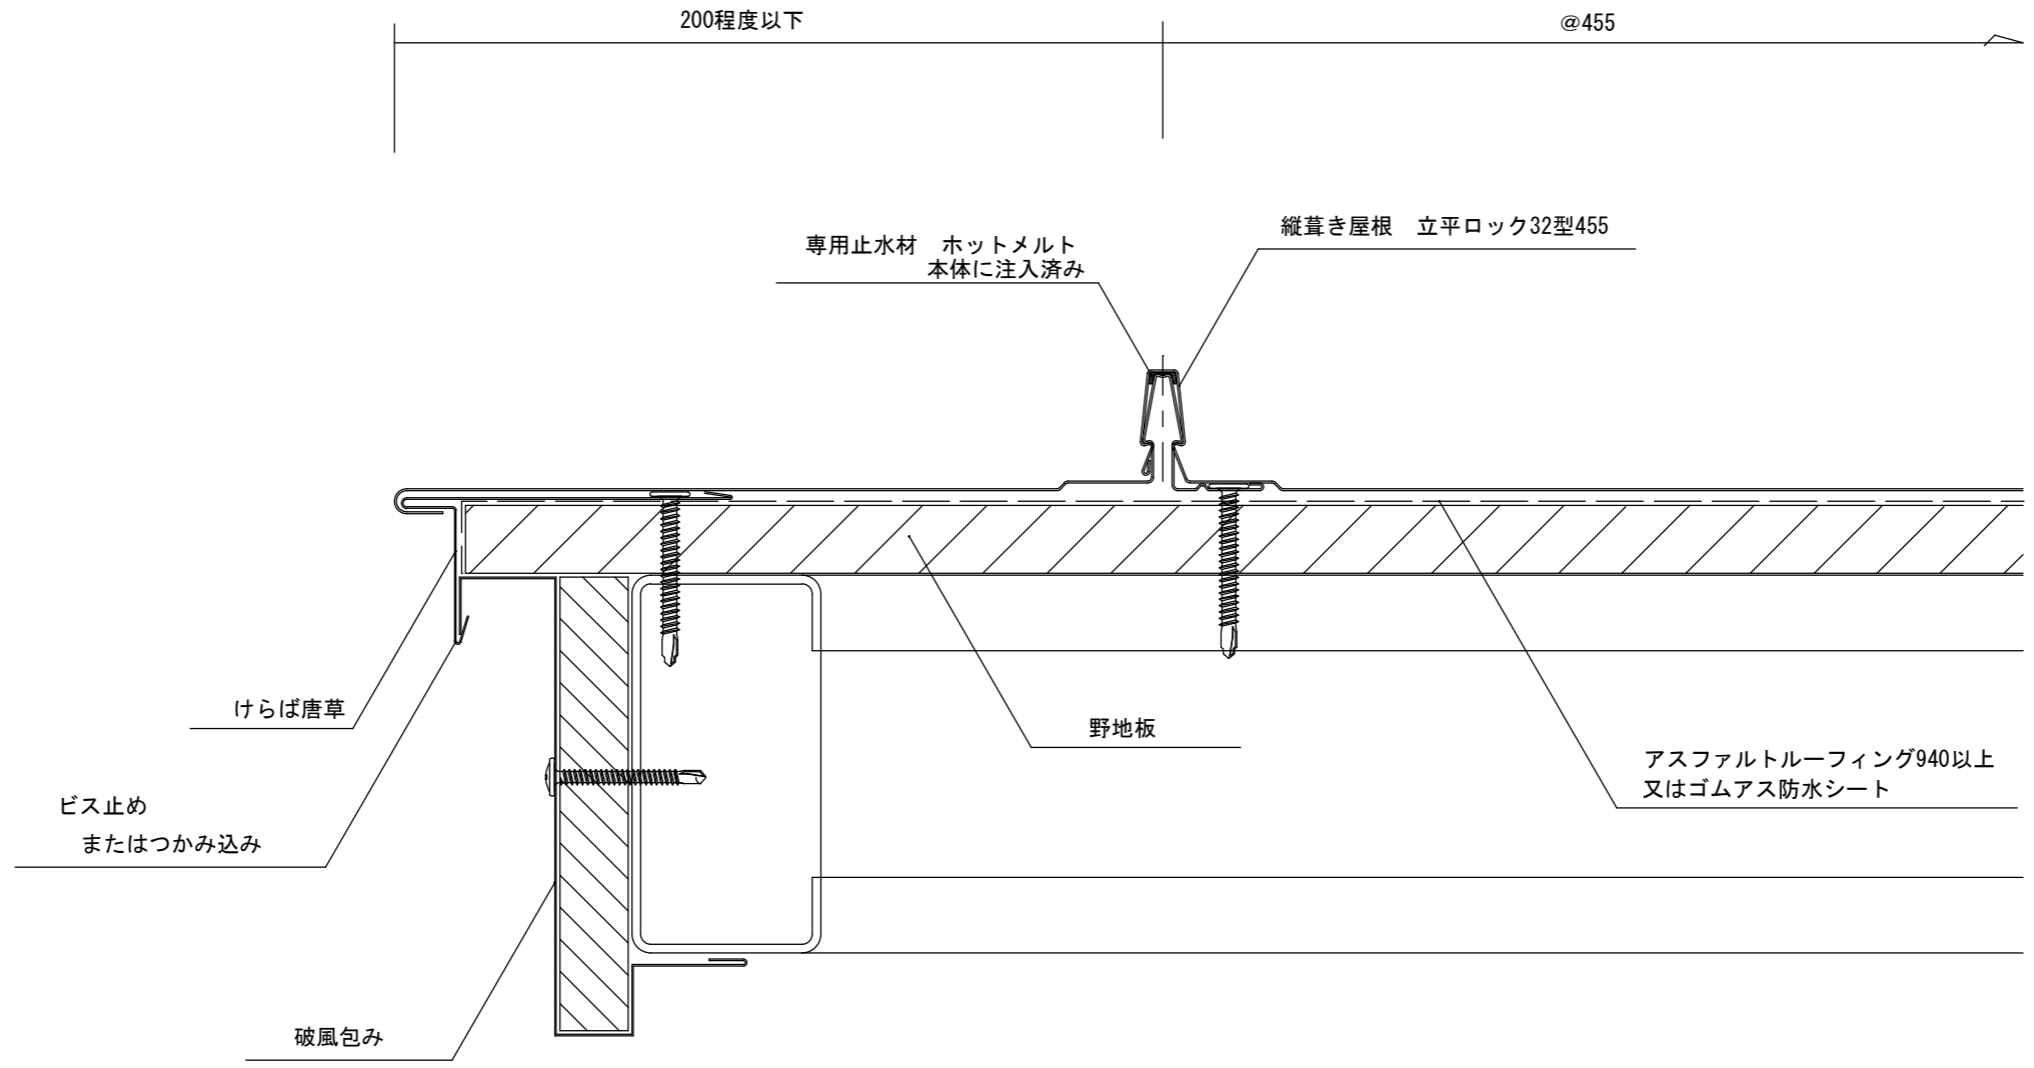 200程度以下
@455
縦葺き屋根　立平ロック32型455
専用止水材　ホットメルト
本体に注入済み
けらば唐草
野地板
アスファルトルーフィング940以上
又はゴムアス防水シート
ビス止め
またはつかみ込み
破風包み